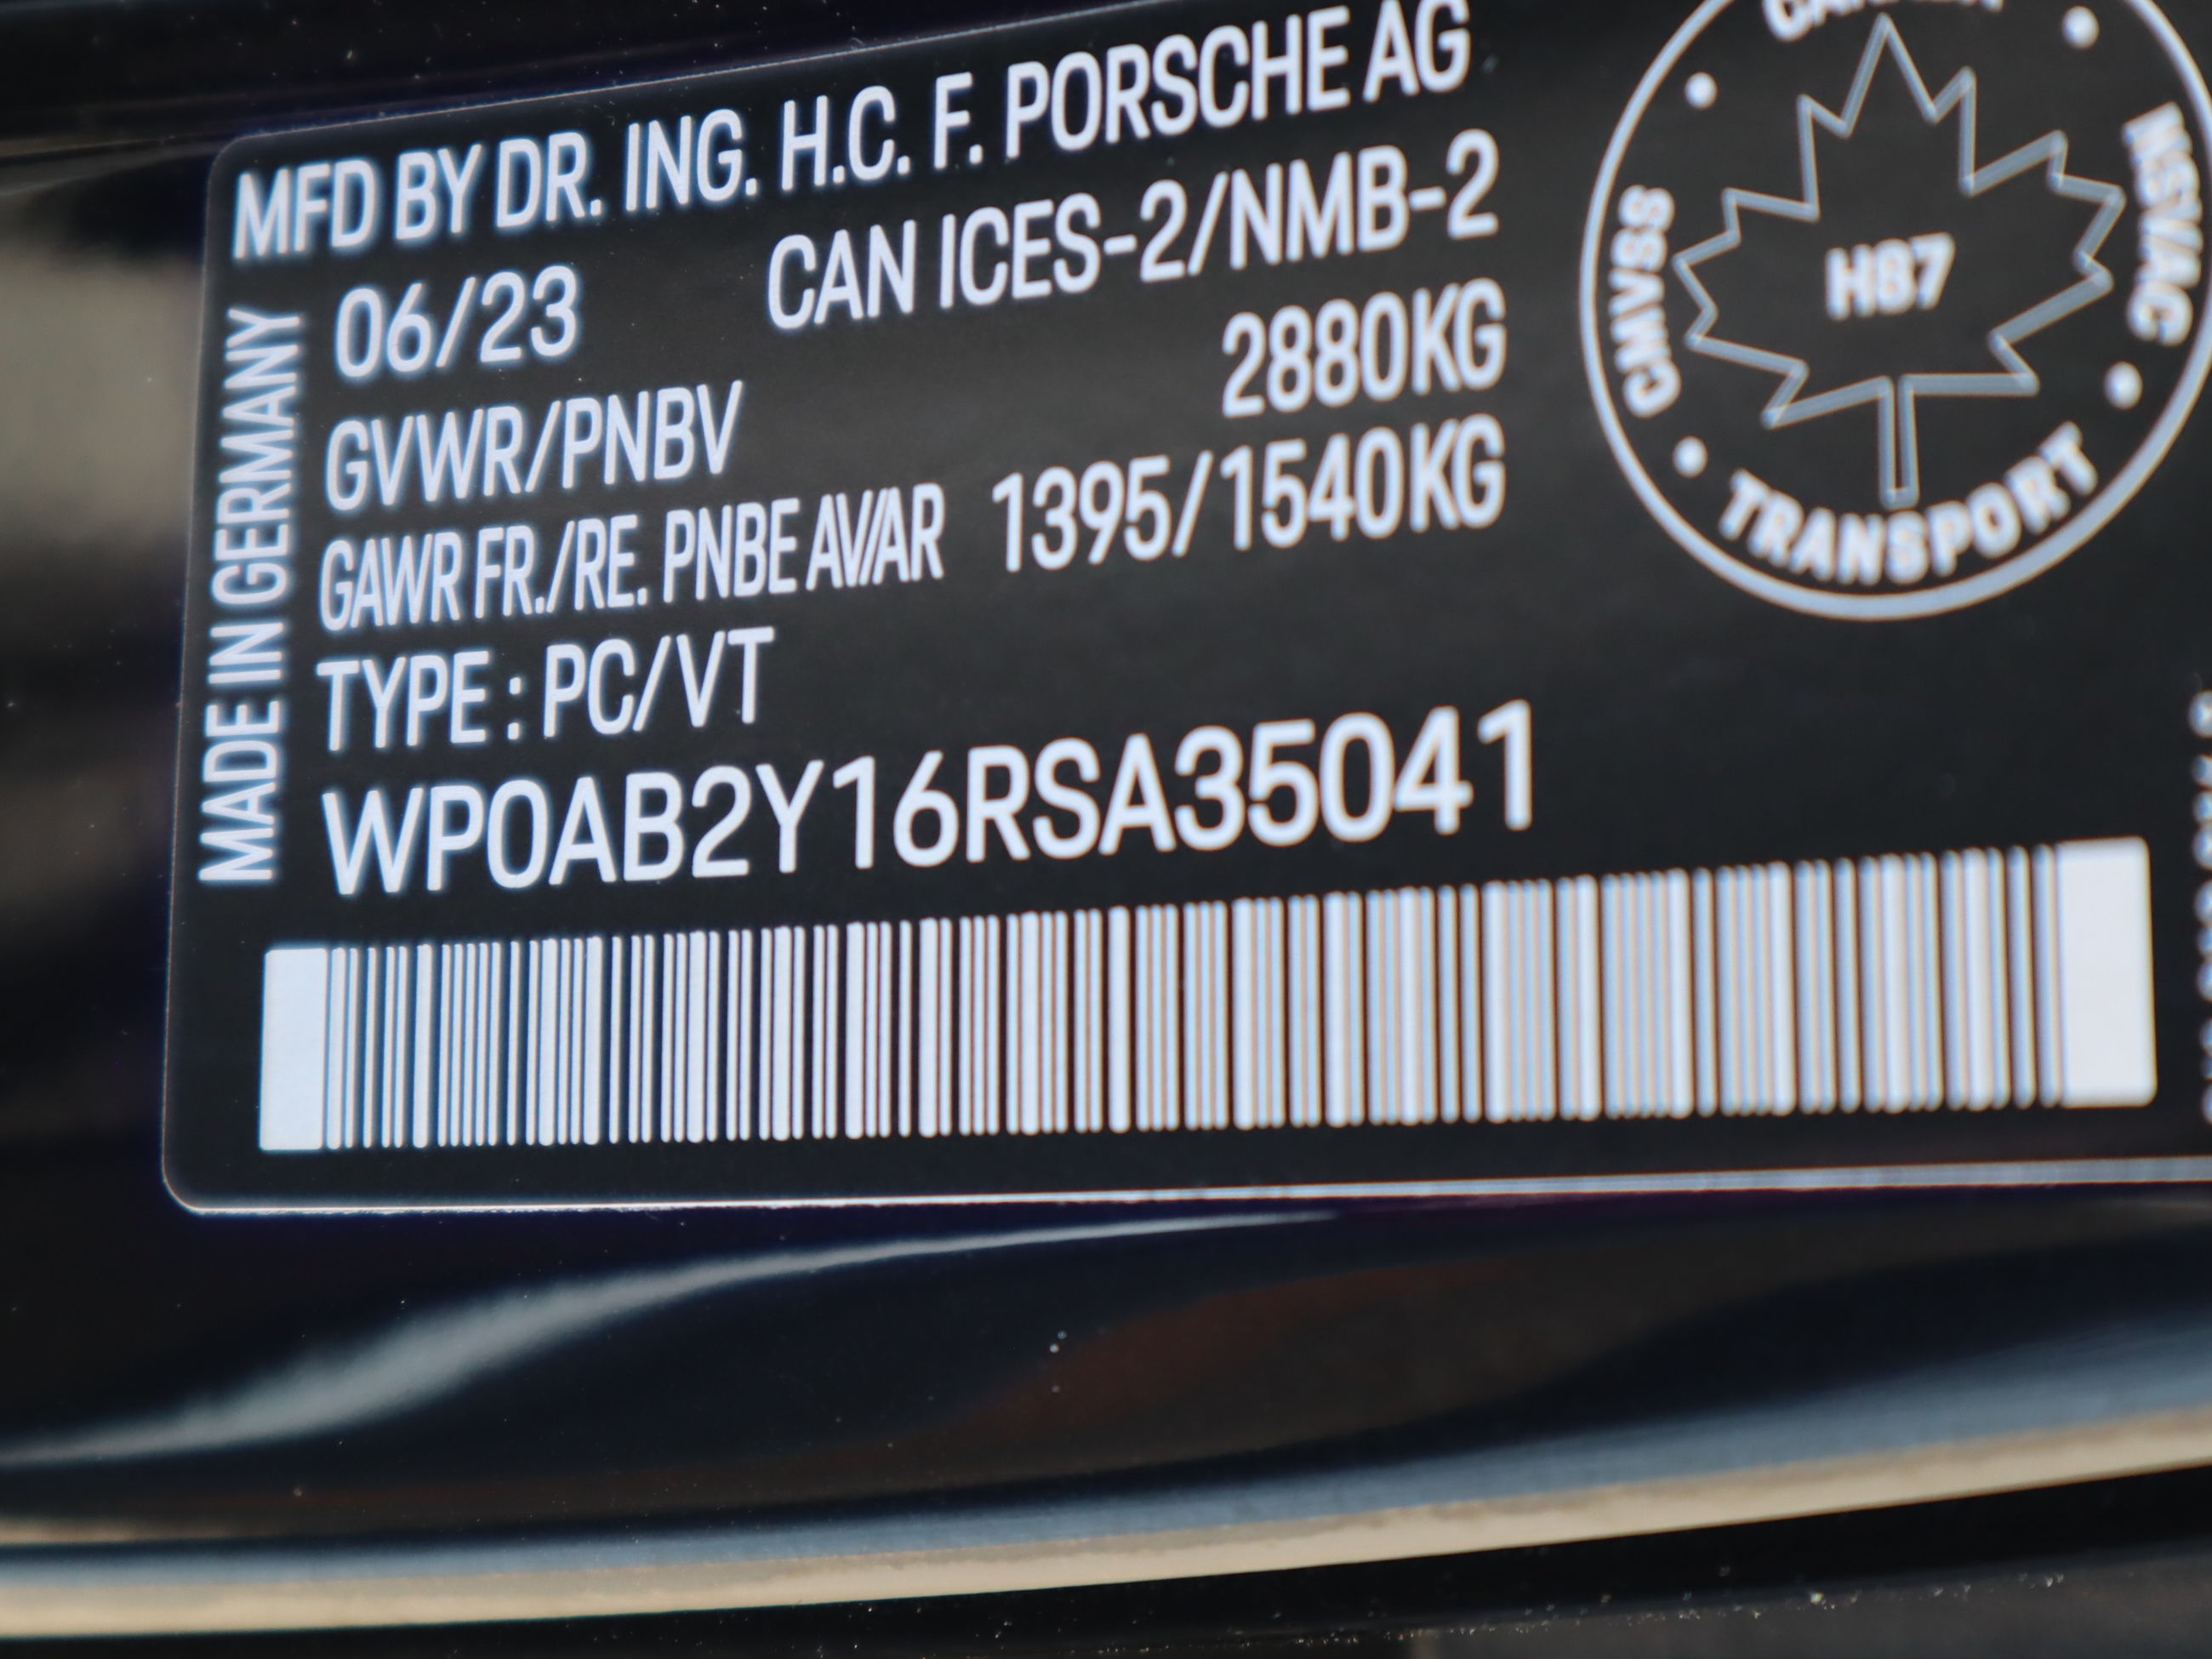 MFD BY DR. ING. H.C. F. PORSCHE AG
06/23 CAN ICES-2/NMB-2
GVWR/PNBV 2880KG
GAWR FR./RE. PNBE AV/AR 1395/1540KG
TYPE : PC/VT
WP0AB2Y16RSA35041
MADE IN GERMANY
CMVSS
NSVAC
H87
TRANSPORT